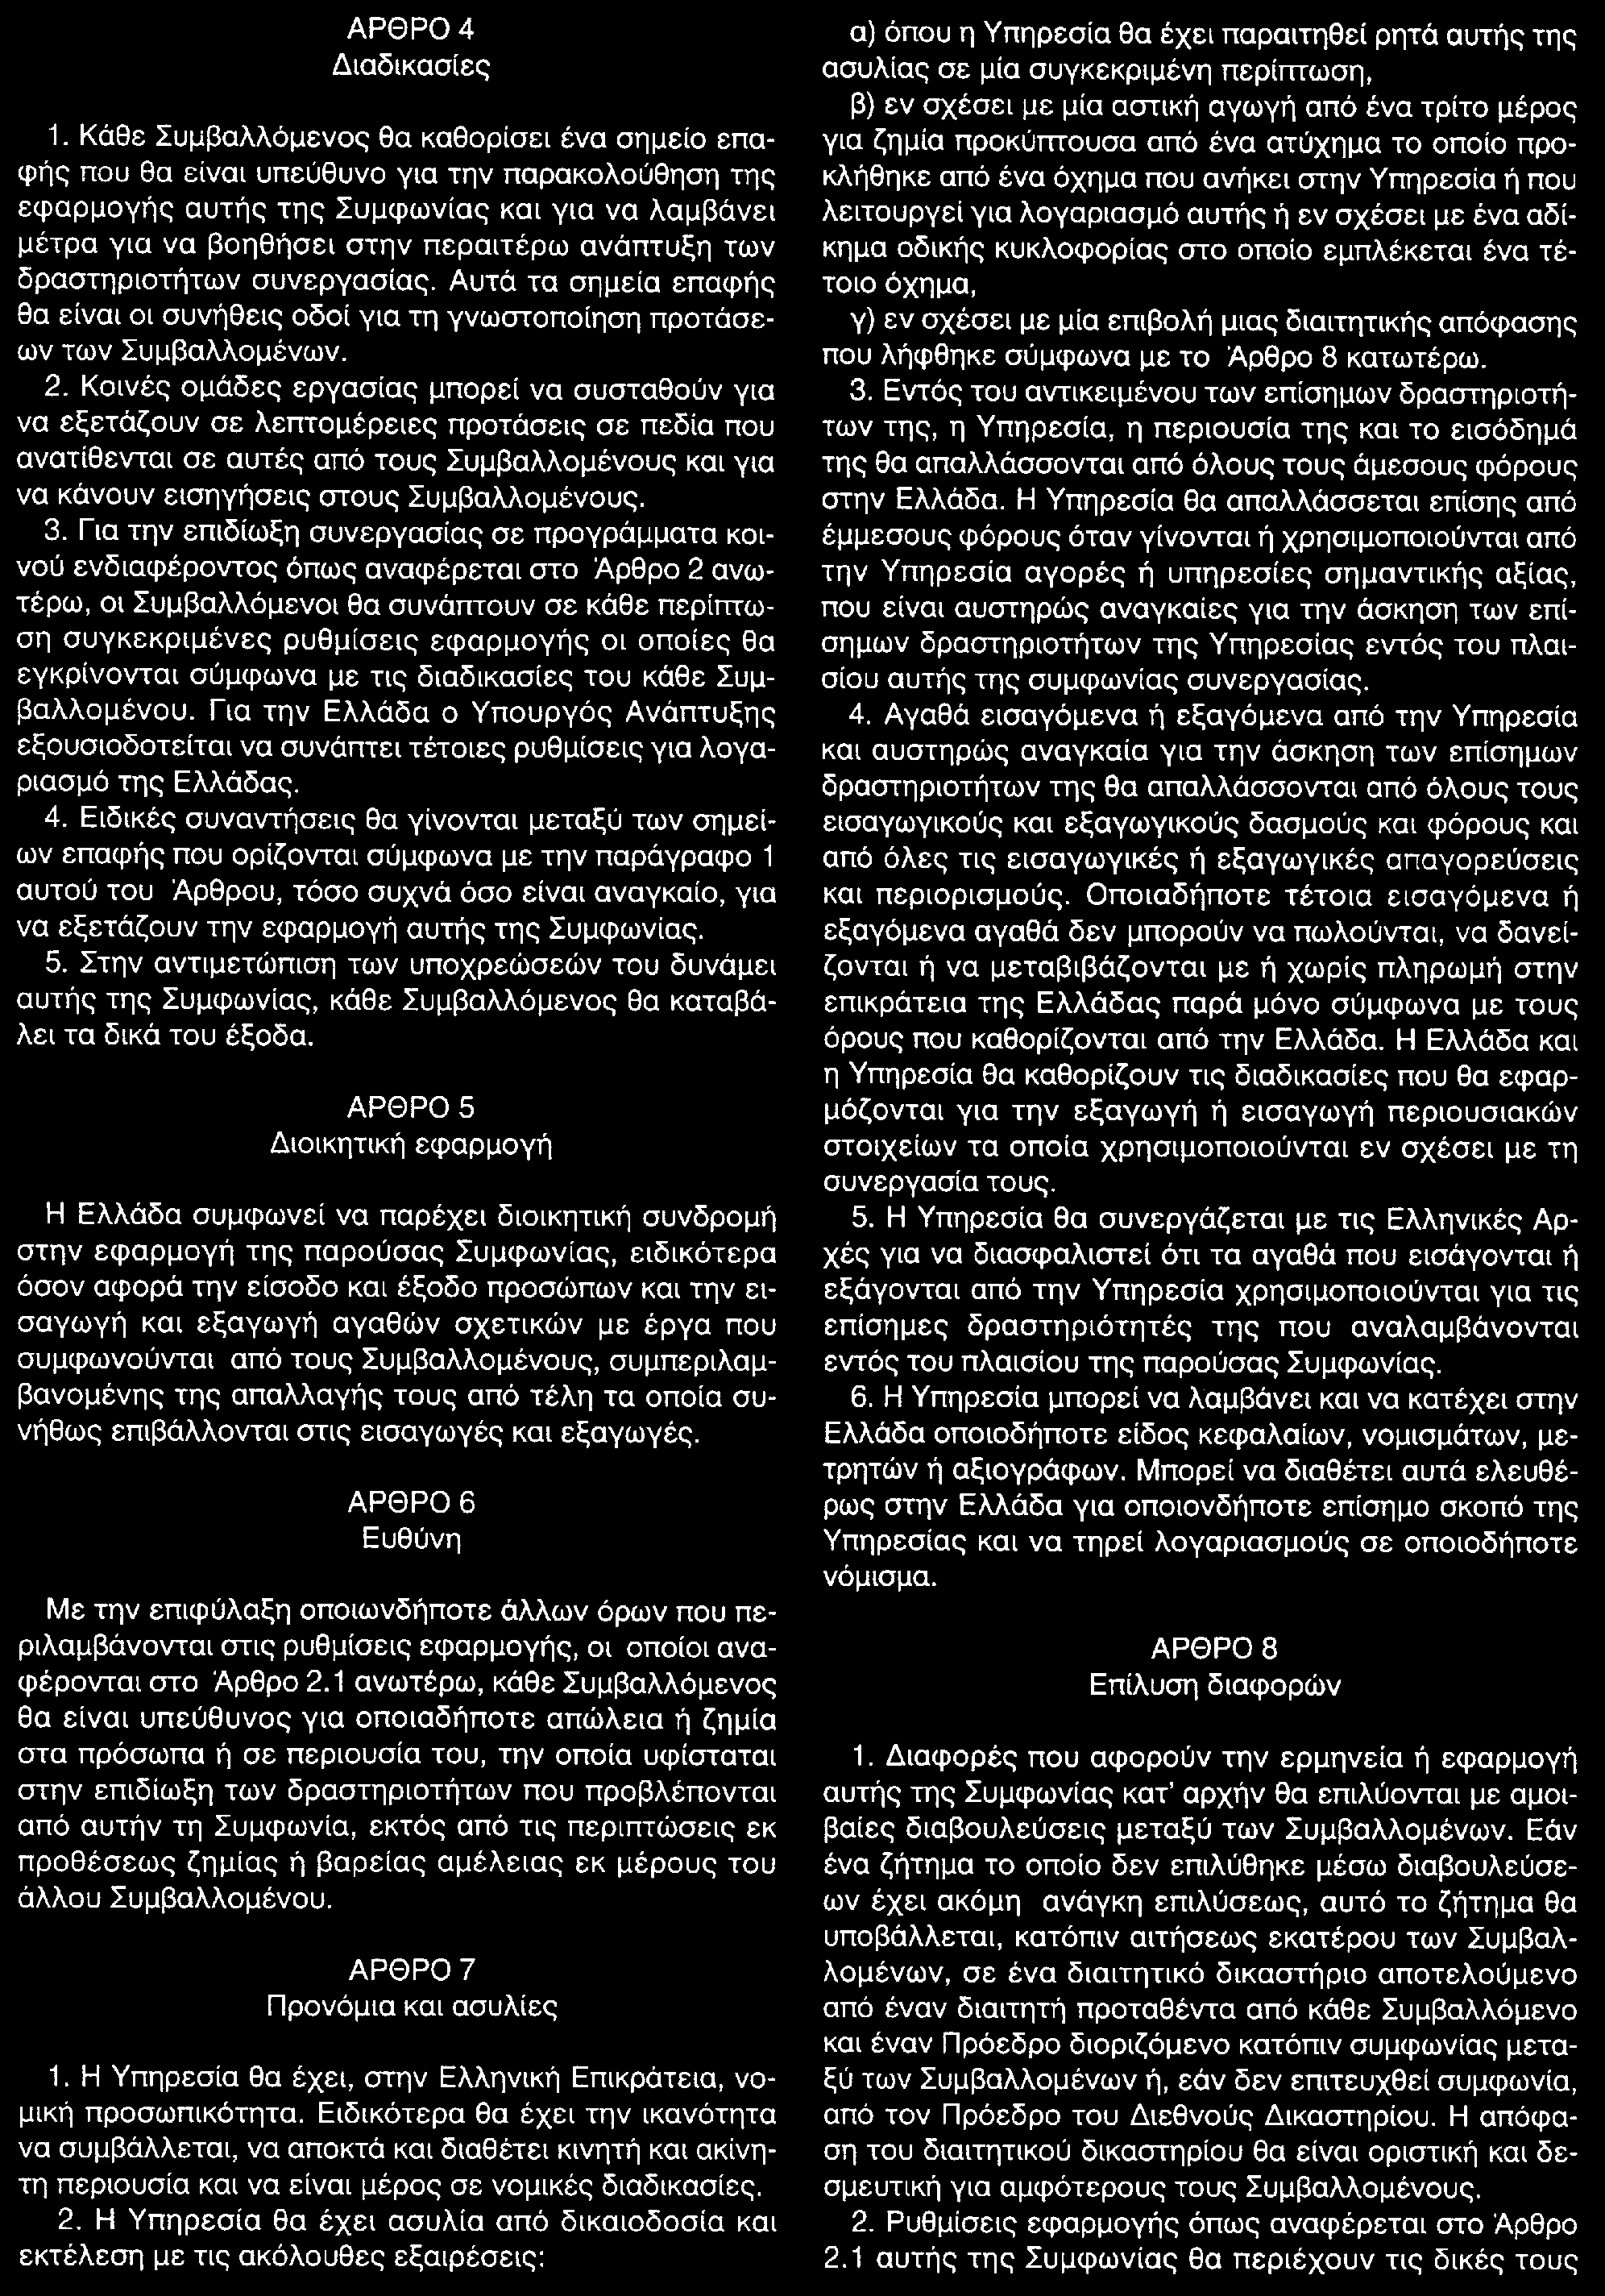 ΑΡΘΡΟ 4
Διαδικασίες
1. Κάθε Συμβαλλόμενος θα καθορίσει ένα σημείο επα-
φής που θα είναι υπεύθυνο για την παρακολούθηση της
εφαρμογής αυτής της Συμφωνίας και για να λαμβάνει
μέτρα για να βοηθήσει στην περαιτέρω ανάπτυξη των
δραστηριοτήτων συνεργασίας. Αυτά τα σημεία επαφής
θα είναι οι συνήθεις οδοί για τη γνωστοποίηση προτάσε-
ων των Συμβαλλομένων.
2. Κοινές ομάδες εργασίας μπορεί να συσταθούν για
να εξετάζουν σε λεπτομέρειες προτάσεις σε πεδία που
ανατίθενται σε αυτές από τους Συμβαλλομένους και για
να κάνουν εισηγήσεις στους Συμβαλλομένους.
3. Για την επιδίωξη συνεργασίας σε προγράμματα κοι-
νού ενδιαφέροντος όπως αναφέρεται στο Άρθρο 2 ανω-
τέρω, οι Συμβαλλόμενοι θα συνάπτουν σε κάθε περίπτω-
ση συγκεκριμένες ρυθμίσεις εφαρμογής οι οποίες θα
εγκρίνονται σύμφωνα με τις διαδικασίες του κάθε Συμ-
βαλλομένου. Για την Ελλάδα ο Υπουργός Ανάπτυξης
εξουσιοδοτείται να συνάπτει τέτοιες ρυθμίσεις για λογα-
ριασμό της Ελλάδας.
4. Ειδικές συναντήσεις θα γίνονται μεταξύ των σημεί-
ων επαφής που ορίζονται σύμφωνα με την παράγραφο 1
αυτού του Άρθρου, τόσο συχνά όσο είναι αναγκαίο, για
να εξετάζουν την εφαρμογή αυτής της Συμφωνίας.
5. Στην αντιμετώπιση των υποχρεώσεών του δυνάμει
αυτής της Συμφωνίας, κάθε Συμβαλλόμενος θα καταβά-
λει τα δικά του έξοδα.
ΑΡΘΡΟ 5
Διοικητική εφαρμογή
Η Ελλάδα συμφωνεί να παρέχει διοικητική συνδρομή
στην εφαρμογή της παρούσας Συμφωνίας, ειδικότερα
όσον αφορά την είσοδο και έξοδο προσώπων και την ει-
σαγωγή και εξαγωγή αγαθών σχετικών με έργα που
συμφωνούνται από τους Συμβαλλομένους, συμπεριλαμ-
βανομένης της απαλλαγής τους από τέλη τα οποία συ-
νήθως επιβάλλονται στις εισαγωγές και εξαγωγές.
ΑΡΘΡΟ 6
Ευθύνη
Με την επιφύλαξη οποιωνδήποτε άλλων όρων που πε-
ριλαμβάνονται στις ρυθμίσεις εφαρμογής, οι οποίοι ανα-
φέρονται στο Άρθρο 2.1 ανωτέρω, κάθε Συμβαλλόμενος
θα είναι υπεύθυνος για οποιαδήποτε απώλεια ή ζημία
στα πρόσωπα ή σε περιουσία του, την οποία υφίσταται
στην επιδίωξη των δραστηριοτήτων που προβλέπονται
από αυτήν τη Συμφωνία, εκτός από τις περιπτώσεις εκ
προθέσεως ζημίας ή βαρείας αμέλειας εκ μέρους του
άλλου Συμβαλλομένου.
ΑΡΘΡΟ 7
Προνόμια και ασυλίες
1. Η Υπηρεσία θα έχει, στην Ελληνική Επικράτεια, νο-
μική προσωπικότητα. Ειδικότερα θα έχει την ικανότητα
να συμβάλλεται, να αποκτά και διαθέτει κινητή και ακίνη-
τη περιουσία και να είναι μέρος σε νομικές διαδικασίες.
2. Η Υπηρεσία θα έχει ασυλία από δικαιοδοσία και
εκτέλεση με τις ακόλουθες εξαιρέσεις:
α) όπου η Υπηρεσία θα έχει παραιτηθεί ρητά αυτής της
ασυλίας σε μία συγκεκριμένη περίπτωση,
β) εν σχέσει με μία αστική αγωγή από ένα τρίτο μέρος
για ζημία προκύπτουσα από ένα ατύχημα το οποίο προ-
κλήθηκε από ένα όχημα που ανήκει στην Υπηρεσία ή που
λειτουργεί για λογαριασμό αυτής ή εν σχέσει με ένα αδί-
κημα οδικής κυκλοφορίας στο οποίο εμπλέκεται ένα τέ-
τοιο όχημα,
γ) εν σχέσει με μία επιβολή μιας διαιτητικής απόφασης
που λήφθηκε σύμφωνα με το Άρθρο 8 κατωτέρω.
3. Εντός του αντικειμένου των επίσημων δραστηριοτή-
των της, η Υπηρεσία, η περιουσία της και το εισόδημά
της θα απαλλάσσονται από όλους τους άμεσους φόρους
στην Ελλάδα. Η Υπηρεσία θα απαλλάσσεται επίσης από
έμμεσους φόρους όταν γίνονται ή χρησιμοποιούνται από
την Υπηρεσία αγορές ή υπηρεσίες σημαντικής αξίας,
που είναι αυστηρώς αναγκαίες για την άσκηση των επί-
σημων δραστηριοτήτων της Υπηρεσίας εντός του πλαι-
σίου αυτής της συμφωνίας συνεργασίας.
4. Αγαθά εισαγόμενα ή εξαγόμενα από την Υπηρεσία
και αυστηρώς αναγκαία για την άσκηση των επίσημων
δραστηριοτήτων της θα απαλλάσσονται από όλους τους
εισαγωγικούς και εξαγωγικούς δασμούς και φόρους και
από όλες τις εισαγωγικές ή εξαγωγικές απαγορεύσεις
και περιορισμούς. Οποιαδήποτε τέτοια εισαγόμενα ή
εξαγόμενα αγαθά δεν μπορούν να πωλούνται, να δανεί-
ζονται ή να μεταβιβάζονται με ή χωρίς πληρωμή στην
επικράτεια της Ελλάδας παρά μόνο σύμφωνα με τους
όρους που καθορίζονται από την Ελλάδα. Η Ελλάδα και
η Υπηρεσία θα καθορίζουν τις διαδικασίες που θα εφαρ-
μόζονται για την εξαγωγή ή εισαγωγή περιουσιακών
στοιχείων τα οποία χρησιμοποιούνται εν σχέσει με τη
συνεργασία τους.
5. Η Υπηρεσία θα συνεργάζεται με τις Ελληνικές Αρ-
χές για να διασφαλιστεί ότι τα αγαθά που εισάγονται ή
εξάγονται από την Υπηρεσία χρησιμοποιούνται για τις
επίσημες δραστηριότητές της που αναλαμβάνονται
εντός του πλαισίου της παρούσας Συμφωνίας.
6. Η Υπηρεσία μπορεί να λαμβάνει και να κατέχει στην
Ελλάδα οποιοδήποτε είδος κεφαλαίων, νομισμάτων, με-
τρητών ή αξιογράφων. Μπορεί να διαθέτει αυτά ελευθέ-
ρως στην Ελλάδα για οποιονδήποτε επίσημο σκοπό της
Υπηρεσίας και να τηρεί λογαριασμούς σε οποιοδήποτε
νόμισμα.
ΑΡΘΡΟ 8
Επίλυση διαφορών
1. Διαφορές που αφορούν την ερμηνεία ή εφαρμογή
αυτής της Συμφωνίας κατ' αρχήν θα επιλύονται με αμοι-
βαίες διαβουλεύσεις μεταξύ των Συμβαλλομένων. Εάν
ένα ζήτημα το οποίο δεν επιλύθηκε μέσω διαβουλεύσε-
ων έχει ακόμη ανάγκη επιλύσεως, αυτό το ζήτημα θα
υποβάλλεται, κατόπιν αιτήσεως εκατέρου των Συμβαλ-
λομένων, σε ένα διαιτητικό δικαστήριο αποτελούμενο
από έναν διαιτητή προταθέντα από κάθε Συμβαλλόμενο
και έναν Πρόεδρο διοριζόμενο κατόπιν συμφωνίας μετα-
ξύ των Συμβαλλομένων ή, εάν δεν επιτευχθεί συμφωνία,
από τον Πρόεδρο του Διεθνούς Δικαστηρίου. Η απόφα-
ση του διαιτητικού δικαστηρίου θα είναι οριστική και δε-
σμευτική για αμφότερους τους Συμβαλλομένους.
2. Ρυθμίσεις εφαρμογής όπως αναφέρεται στο Άρθρο
2.1 αυτής της Συμφωνίας θα περιέχουν τις δικές τους